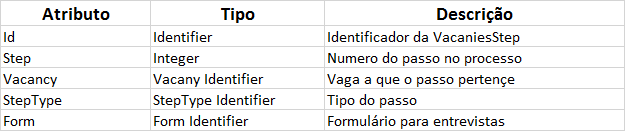 Atributo Tipo Descrição
Id Identifier Identificador da VacaniesStep
Step Integer Numero do passo no processo
Vacancy Vacany Identifier Vaga a que o passo pertençe
StepType StepType Identifier Tipo do passo
Form Form Identifier Formulário para entrevistas